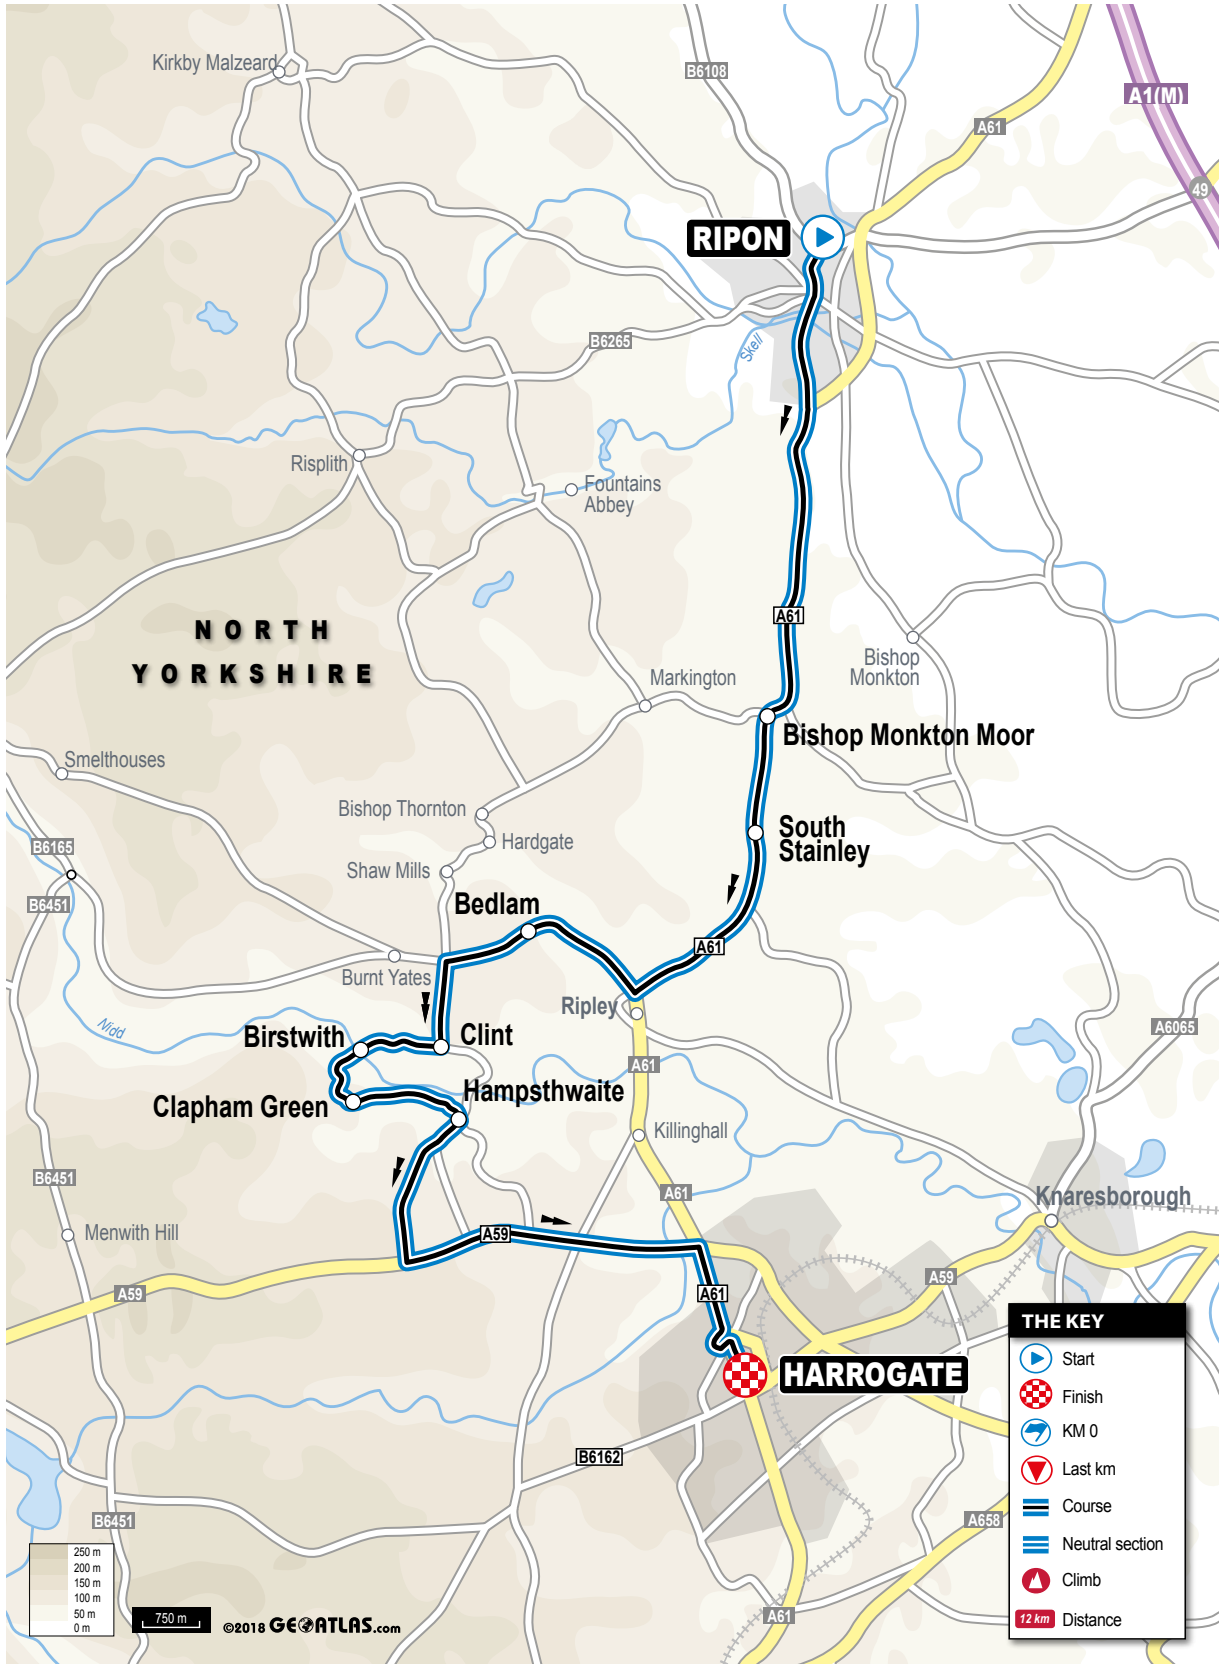 Kirkby Malzeard
B6108
A1(M)
A61
49
RIPON
B6265
Skell
Risplith
Fountains
Abbey
A61
NORTH
YORKSHIRE
Bishop
Monkton
Markington
Bishop Monkton Moor
Smelthouses
Bishop Thornton
South
Stainley
Hardgate
B6165
Shaw Mills
B6451
Bedlam
A61
Burnt Yates
Ripley
Nidd
A6065
Birstwith
Clint
A61
Hampsthwaite
Clapham Green
Killinghall
B6451
A61
Knaresborough
Menwith Hill
A59
A59
A59
A61
HARROGATE
B6162
B6451
A658
A61
THE KEY
Start
Finish
KM 0
Last km
Course
Neutral section
Climb
12 km Distance
250 m
200 m
150 m
100 m
50 m
0 m
750 m
©2018 GEOATLAS.com